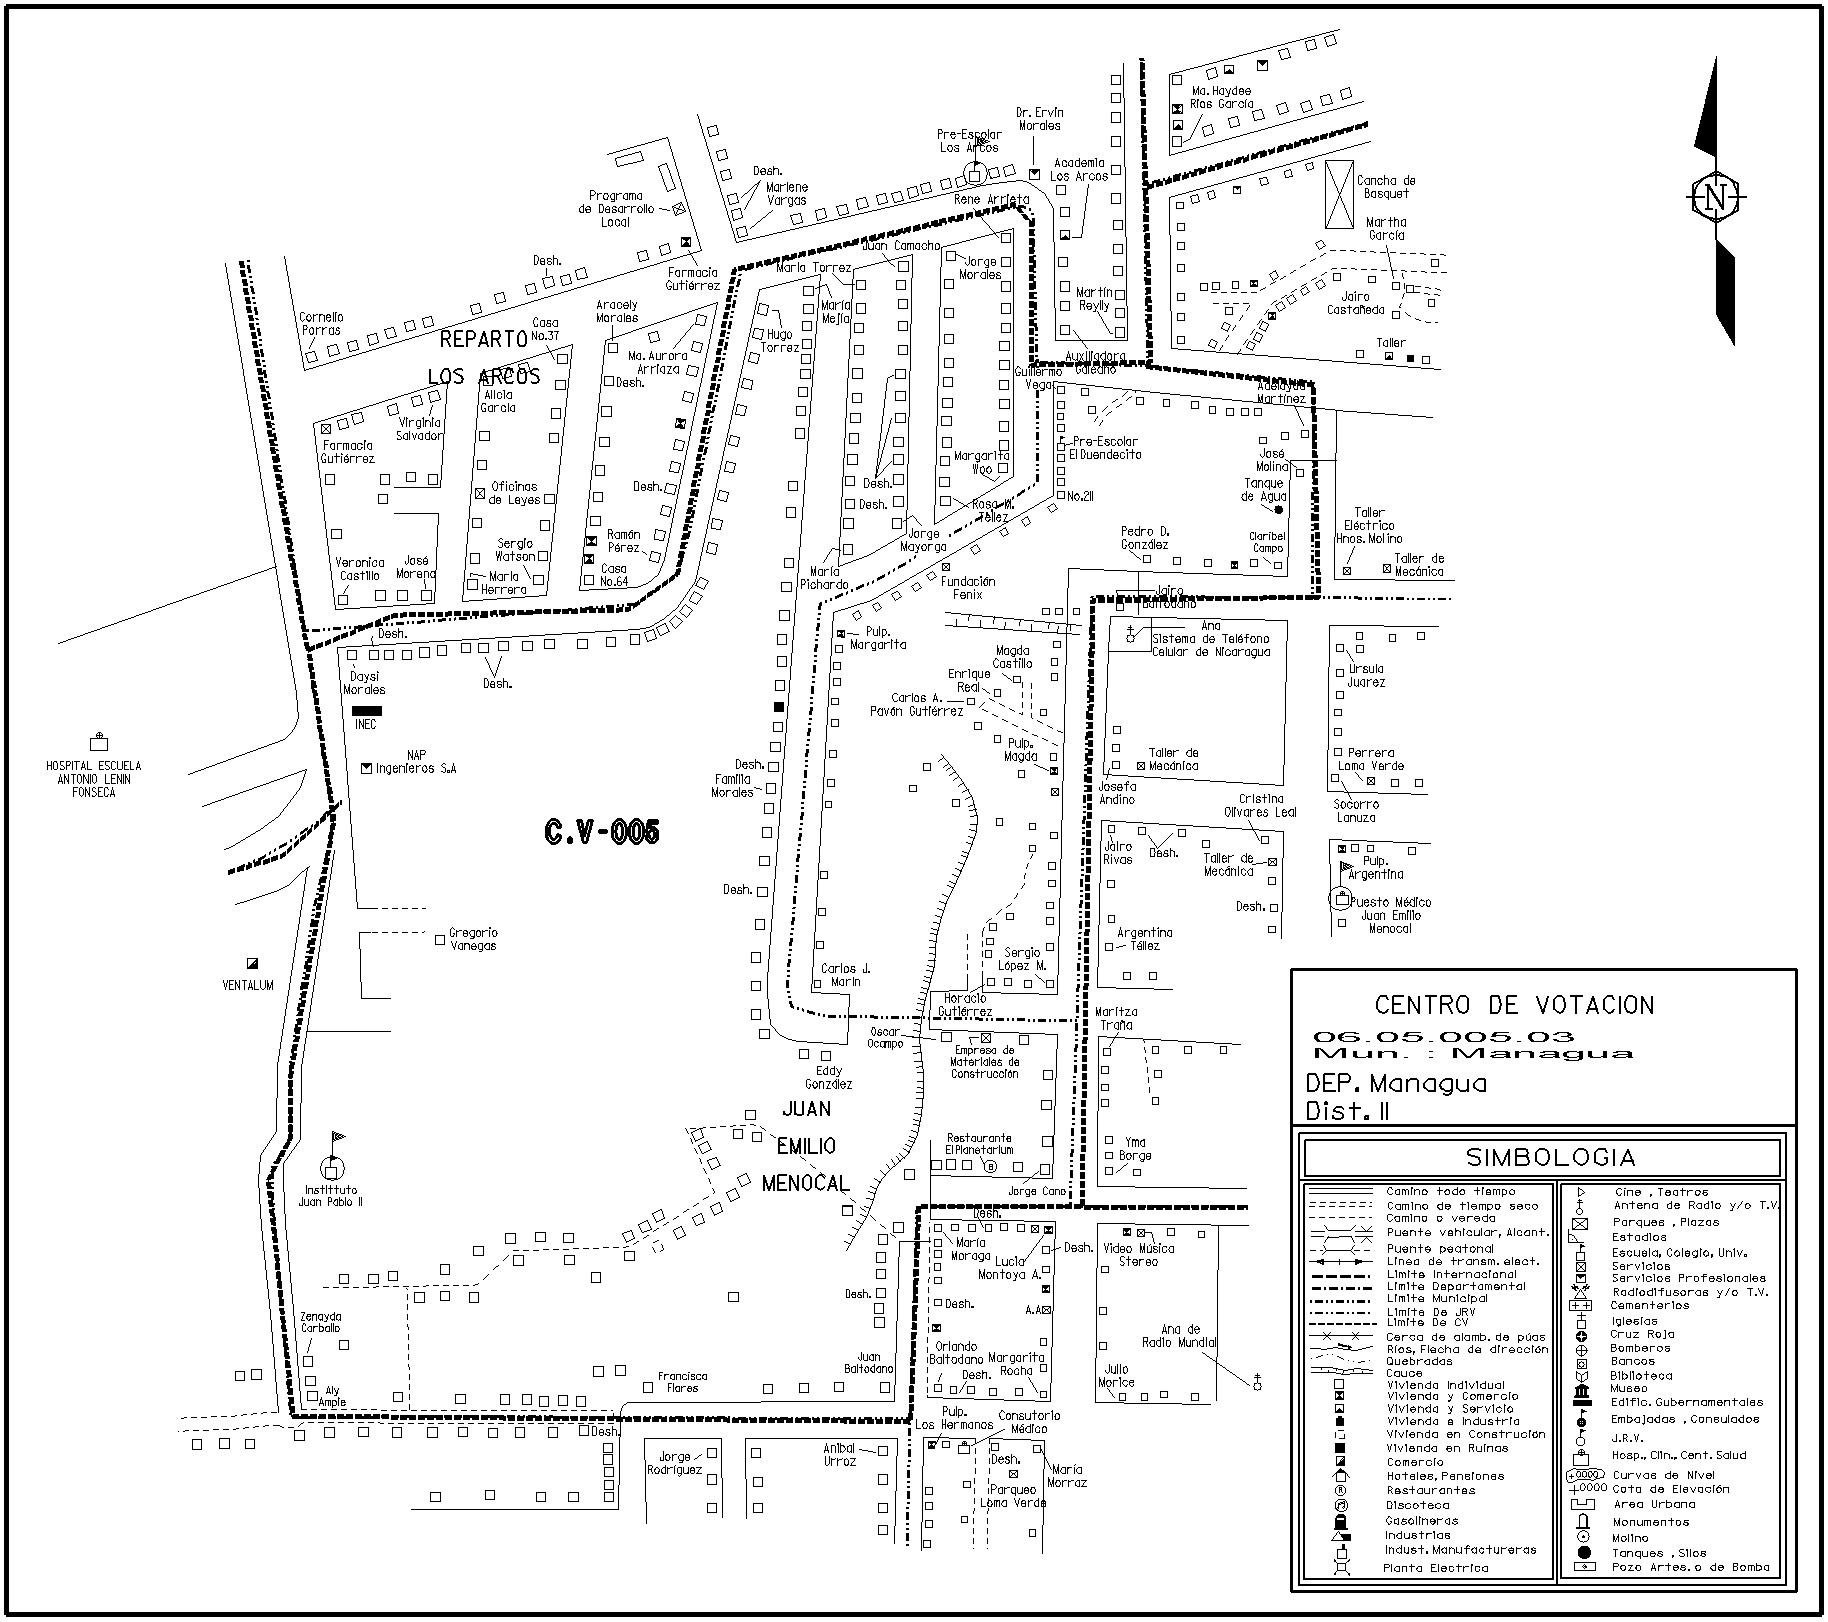 Ma. Haydee
Rios García
Dr. Ervin
Morales
Pre-Escolar
Los Arcos
Academia
Los Arcos
Desh.
Marlene
Vargas
Programa
de Desarrollo
Local
Rene Arrieta
Cancha de
Basquet
Martha
García
Juan Camacho
Desh.
Farmacia
Gutiérrez
María Torrez
Jorge
Morales
Martín
Reylly
Jairo
Castañeda
Cornelio
Porras
Aracely
Morales
Casa
No.37
María
Mejía
Hugo
Torrez
REPARTO
LOS ARCOS
Ma. Aurora
Arriaza
Desh.
Auxiliadora
Galeano
Guillermo
Vega
Taller
Adelayda
Martínez
Alicia
García
Virginia
Salvador
Farmacia
Gutiérrez
Pre-Escolar
El Duendecito
Margarita
Woo
José
Molina
Tanque
de Agua
Oficinas
de Leyes
Desh.
Desh.
Desh.
Rosa M.
Téllez
No.211
Taller
Eléctrico
Hnos. Molino
Jorge
Mayorga
Pedro D.
González
Claribel
Campo
Sergio
Watson
Ramón
Pérez
Taller de
Mecánica
Veronica
Castillo
José
Moreno
María
Herrera
Casa
No.64
María
Pichardo
Fundación
Fenix
Jairo
Baltodano
Desh.
Pulp.
Margarita
Ana
Sistema de Teléfono
Celular de Nicaragua
Magda
Castillo
Enrique
Real
Carlos A.
Pavón Gutiérrez
Ursula
Juarez
Daysi
Morales
Desh.
INEC
NAP
Ingenieros S.A
HOSPITAL ESCUELA
ANTONIO LENIN
FONSECA
Pulp.
Magda
Taller de
Mecánica
Perrera
Loma Verde
Desh.
Familia
Morales
Josefa
Andino
Cristina
Olivares Leal
Socorro
Lanuza
C.V-005
Jairo
Rivas
Desh.
Taller de
Mecánica
Pulp.
Argentina
Desh.
Desh.
Puesto Médico
Juan Emilio
Menocal
Gregorio
Vanegas
Argentina
Téllez
Carlos J.
Marin
Sergio
López M.
VENTALUM
Horacio
Gutiérrez
Maritza
Traña
Oscar
Ocampo
Empresa de
Materiales de
Construcción
Eddy
González
JUAN
EMILIO
MENOCAL
Restaurante
El Planetarium
Yma
Borge
Instituto
Juan Pablo II
Jorge Cano
Desh.
María
Moraga
Lucia
Montoya A.
Desh.
Video Música
Stereo
Desh.
Desh.
A.A
Zenayda
Carballo
Ana de
Radio Mundial
Juan
Baltodano
Orlando
Baltodano
Margarita
Rocha
Desh.
Julio
Morice
Francisca
Flores
Aly
Ample
Pulp.
Los Hermanos
Consutorio
Médico
Desh.
Jorge
Rodríguez
Aníbal
Urroz
Desh.
María
Morraz
Parqueo
Loma Verde
N
CENTRO DE VOTACION
06.05.005.03
Mun. : Managua
DEP. Managua
Dist. II
SIMBOLOGIA
Camino todo tiempo
Camino de tiempo seco
Camino o vereda
Puente vehicular, Alcant.
Puente peatonal
Linea de transm. elect.
Limite Internacional
Limite Departamental
Limite Municipal
Limite De JRV
Limite De CV
Cerca de alamb. de púas
Ríos, Flecha de dirección
Quebradas
Cauce
Vivienda Individual
Vivienda y Comercio
Vivienda y Servicio
Vivienda e Industria
Vivienda en Construción
Vivienda en Ruinas
Comercio
Hoteles, Pensiones
Restaurantes
Discoteca
Gasolineras
Industrias
Indust. Manufactureras
Planta Electrica
Cine , Teatros
Antena de Radio y/o T.V.
Parques , Plazas
Estadios
Escuela, Colegio, Univ.
Servicios
Servicios Profesionales
Radiodifusoras y/o T.V.
Cementerios
Iglesias
Cruz Roja
Bomberos
Bancos
Biblioteca
Museo
Edific. Gubernamentales
Embajadas , Consulados
J.R.V.
Hosp., Clin., Cent. Salud
Curvas de Nivel
Cota de Elevación
Area Urbana
Monumentos
Molino
Tanques , Silos
Pozo Artes. o de Bomba